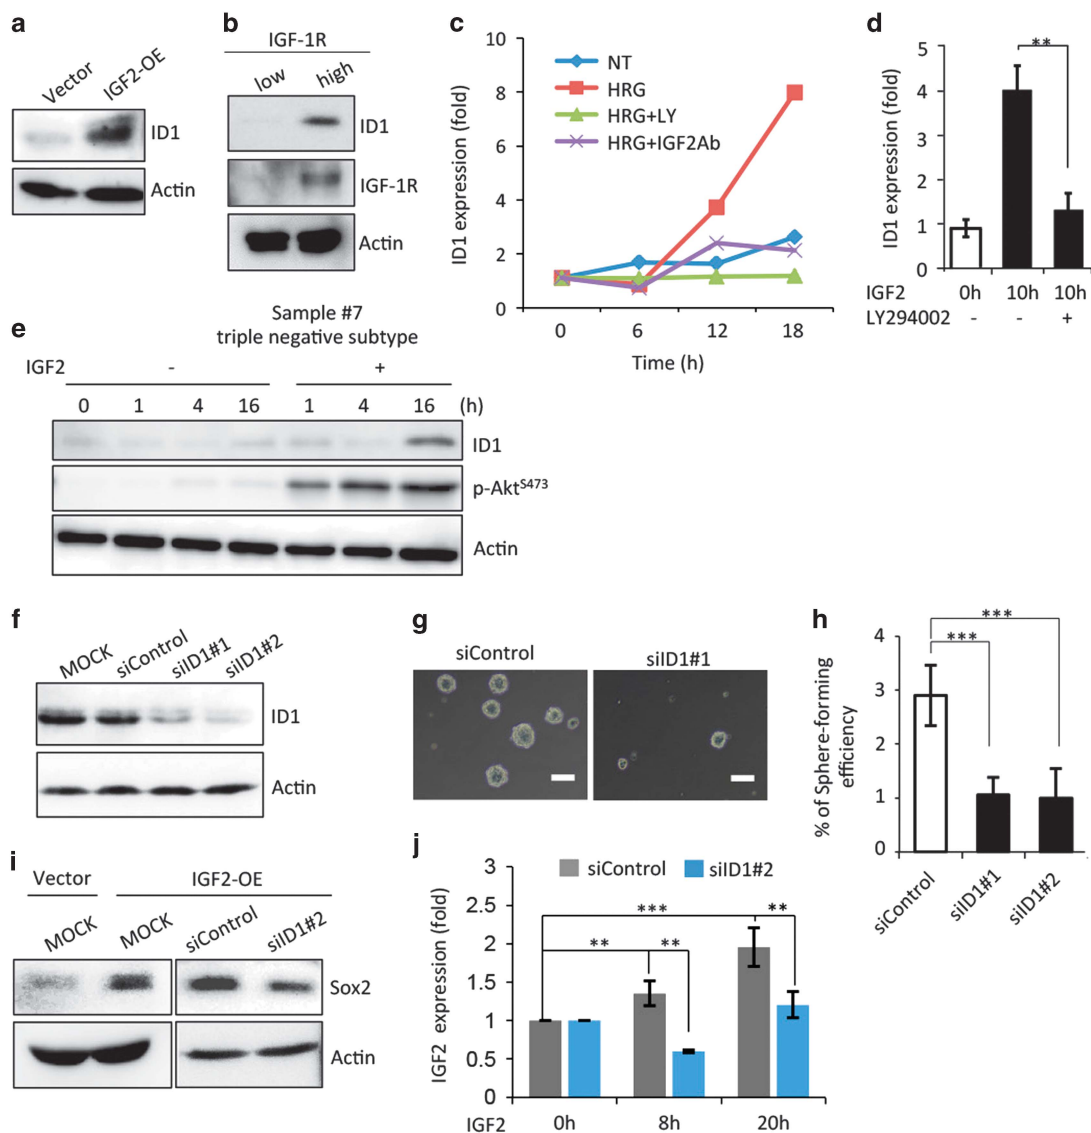 a
Vector
IGF2-OE
ID1
Actin
b
IGF-1R
low
high
ID1
IGF-1R
Actin
c
ID1 expression (fold)
10
8
6
4
2
0
NT
HRG
HRG+LY
HRG+IGF2Ab
0 6 12 18
Time (h)
d
ID1 expression (fold)
5
4
3
2
1
0
**
IGF2 0h 10h 10h
LY294002 - - +
e
Sample #7
triple negative subtype
IGF2 - +
0 1 4 16 1 4 16 (h)
ID1
p-AktS473
Actin
f
MOCK
siControl
siID1#1
siID1#2
ID1
Actin
g
siControl
siID1#1
h
% of Sphere-forming
efficiency
4
3
2
1
0
***
***
siControl
siID1#1
siID1#2
i
Vector
IGF2-OE
MOCK
MOCK
siControl
siID1#2
Sox2
Actin
j
IGF2 expression (fold)
3
2.5
2
1.5
1
0.5
0
siControl
siID1#2
*** **
** **
IGF2 0h 8h 20h